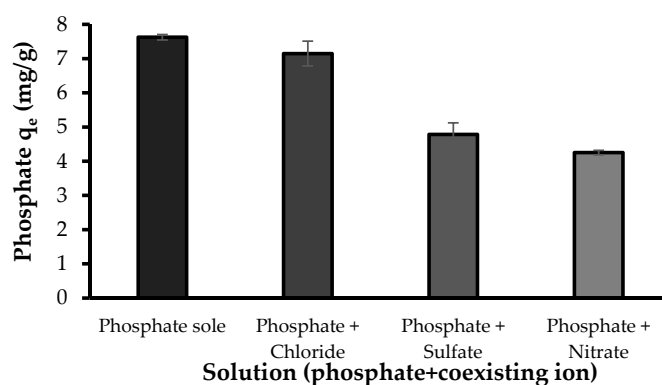 Phosphate qe (mg/g)
8
7
6
5
4
3
2
1
0
Phosphate sole
Phosphate +
Chloride
Phosphate +
Sulfate
Phosphate +
Nitrate
Solution (phosphate+coexisting ion)